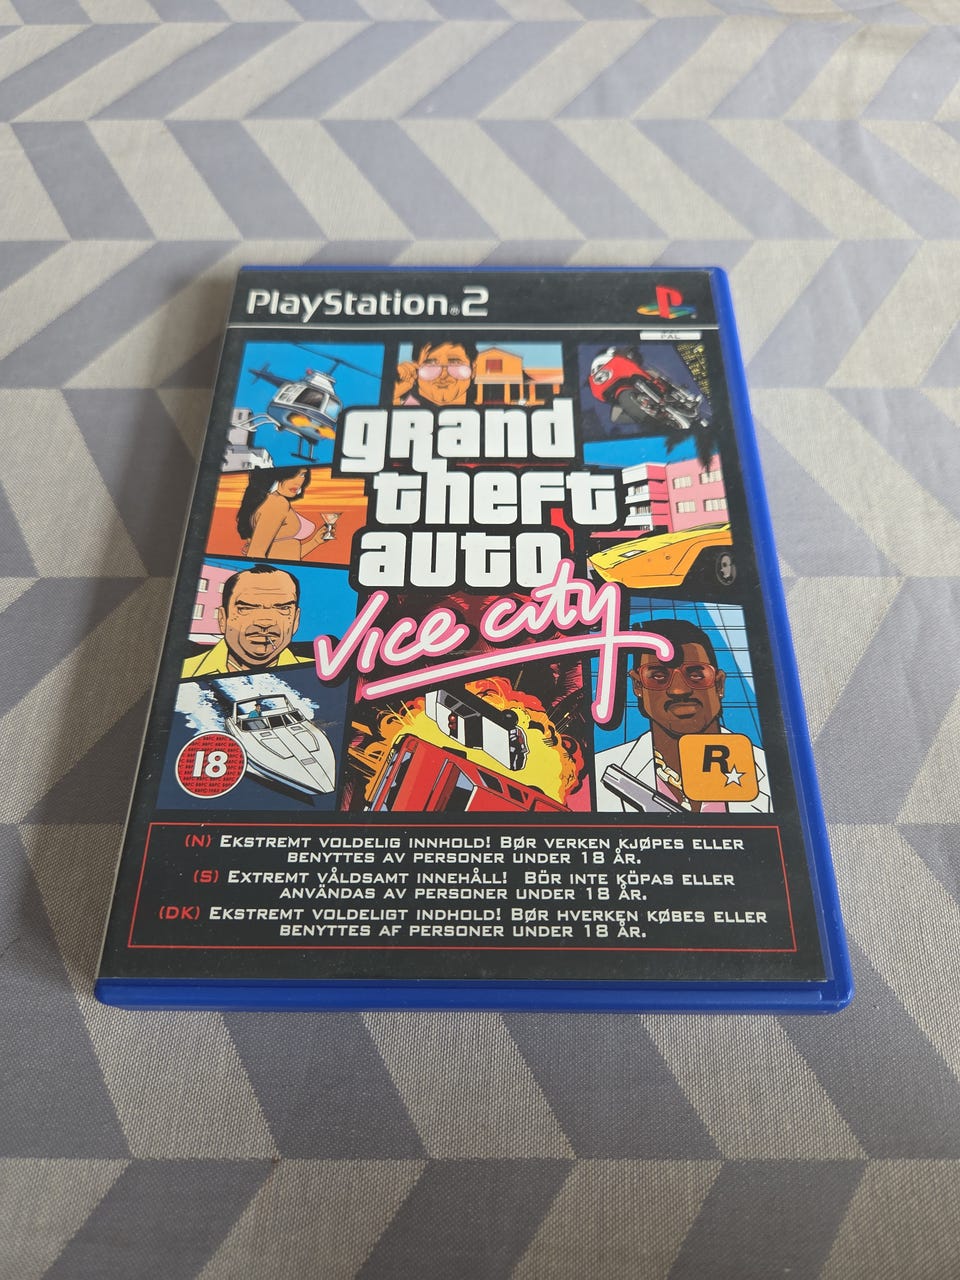 PlayStation®2
PAL
grand
theft
auto
Vice City
18
R
(N) EKSTREMT VOLDELIG INNHOLD! BØR VERKEN KJØPES ELLER
BENYTTES AV PERSONER UNDER 18 ÅR.
(S) EXTREMT VÅLDSAMT INNEHÅLL! BÖR INTE KÖPAS ELLER
ANVÄNDAS AV PERSONER UNDER 18 ÅR.
(DK) EKSTREMT VOLDELIGT INDHOLD! BØR HVERKEN KØBES ELLER
BENYTTES AF PERSONER UNDER 18 ÅR.